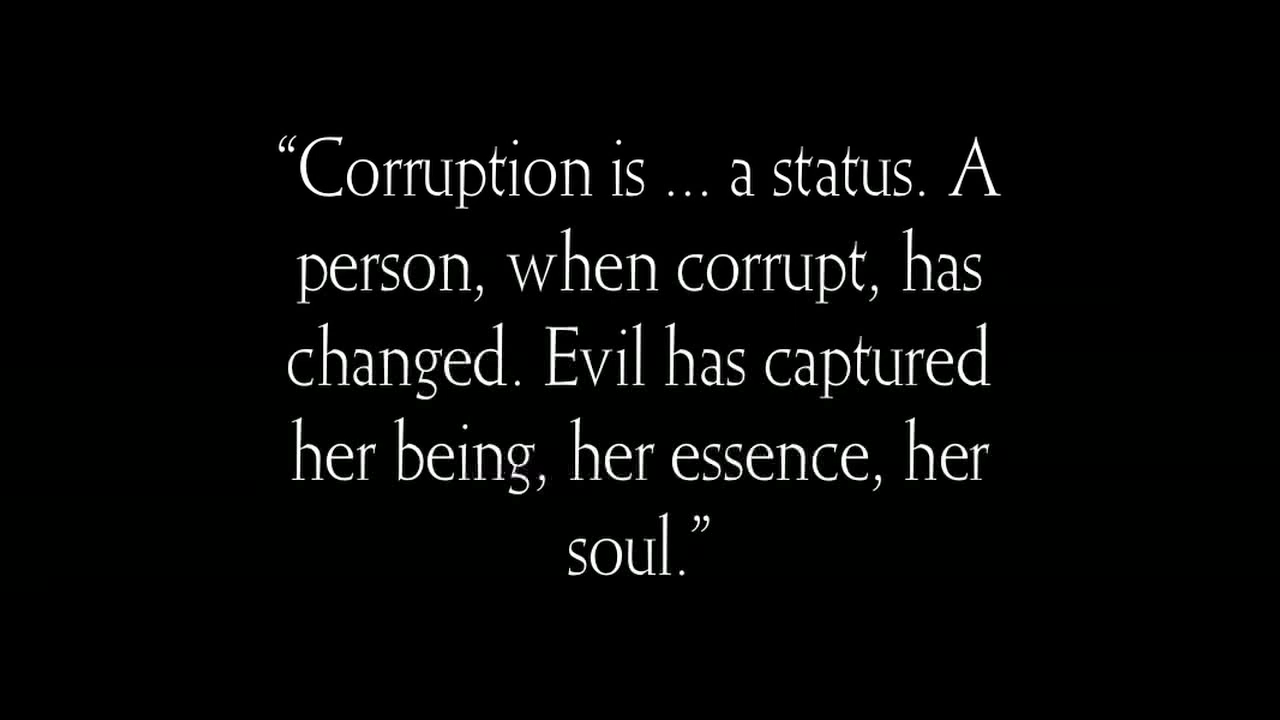 “Corruption is ... a status. A
person, when corrupt, has
changed. Evil has captured
her being, her essence, her
soul.”